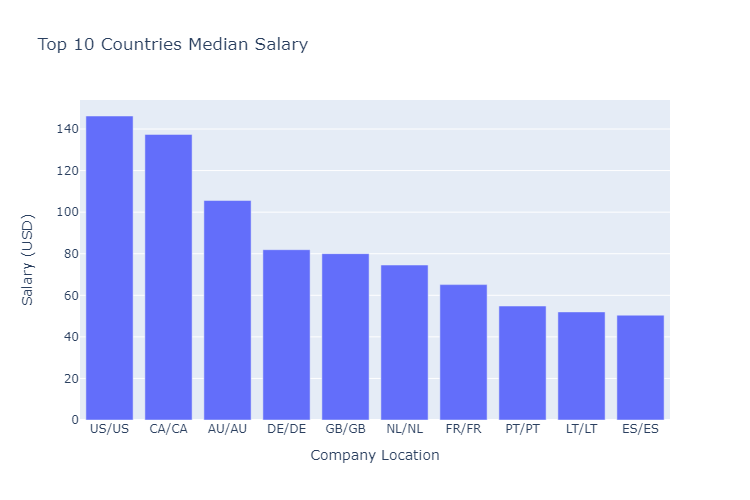 Top 10 Countries Median Salary
Salary (USD)
140
120
100
80
60
40
20
0
US/US CA/CA AU/AU DE/DE GB/GB NL/NL FR/FR PT/PT LT/LT ES/ES
Company Location